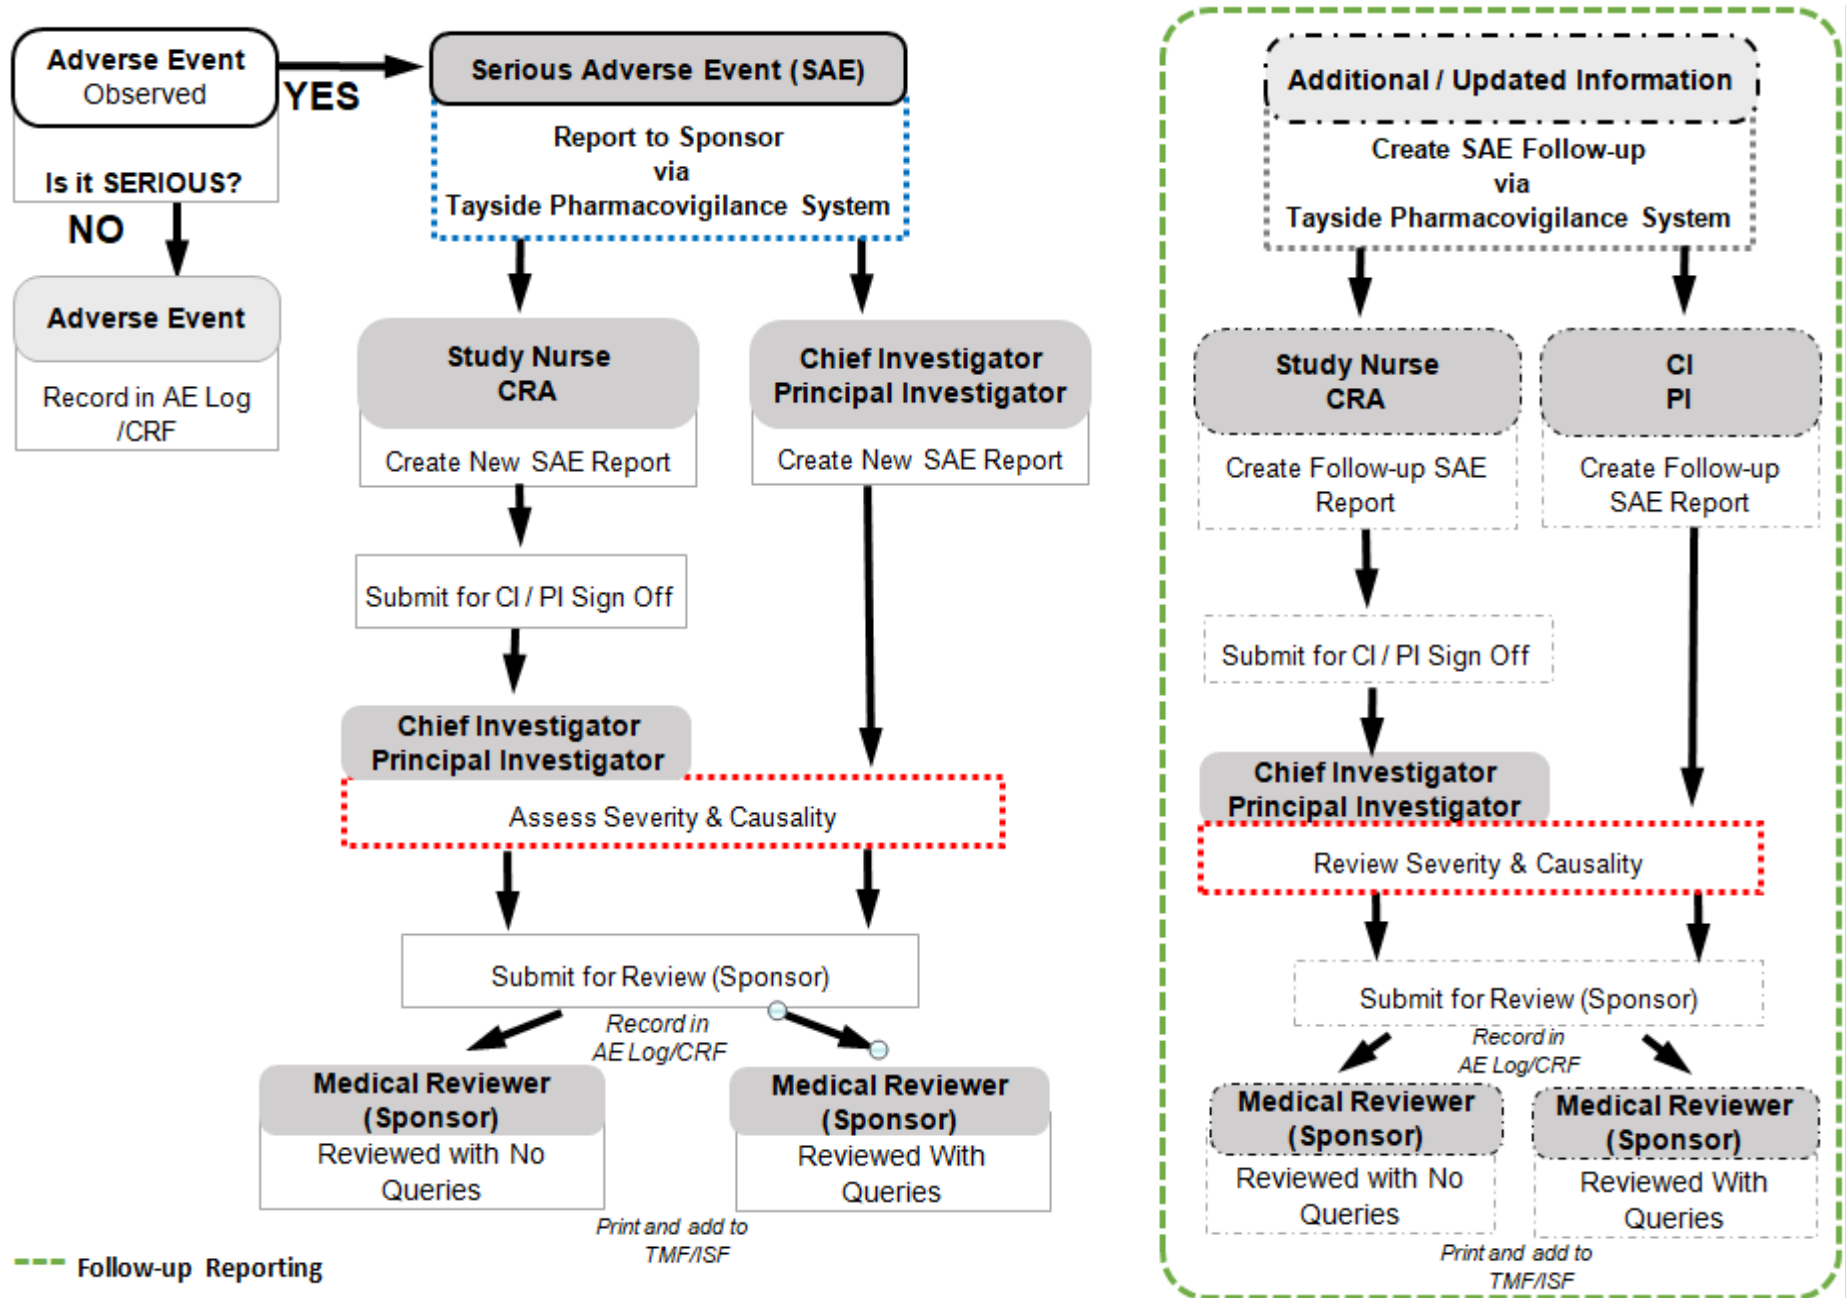 Adverse Event
Observed
YES
Is it SERIOUS?
NO
Adverse Event
Record in AE Log
/CRF
Serious Adverse Event (SAE)
Report to Sponsor
via
Tayside Pharmacovigilance System
Study Nurse
CRA
Create New SAE Report
Chief Investigator
Principal Investigator
Create New SAE Report
Submit for CI / PI Sign Off
Chief Investigator
Principal Investigator
Assess Severity & Causality
Submit for Review (Sponsor)
Record in
AE Log/CRF
Medical Reviewer
(Sponsor)
Reviewed with No
Queries
Medical Reviewer
(Sponsor)
Reviewed With
Queries
Print and add to
TMF/ISF
Follow-up Reporting
Additional / Updated Information
Create SAE Follow-up
via
Tayside Pharmacovigilance System
Study Nurse
CRA
Create Follow-up SAE
Report
CI
PI
Create Follow-up
SAE Report
Submit for CI / PI Sign Off
Chief Investigator
Principal Investigator
Review Severity & Causality
Submit for Review (Sponsor)
Record in
AE Log/CRF
Medical Reviewer
(Sponsor)
Reviewed with No
Queries
Medical Reviewer
(Sponsor)
Reviewed With
Queries
Print and add to
TMF/ISF